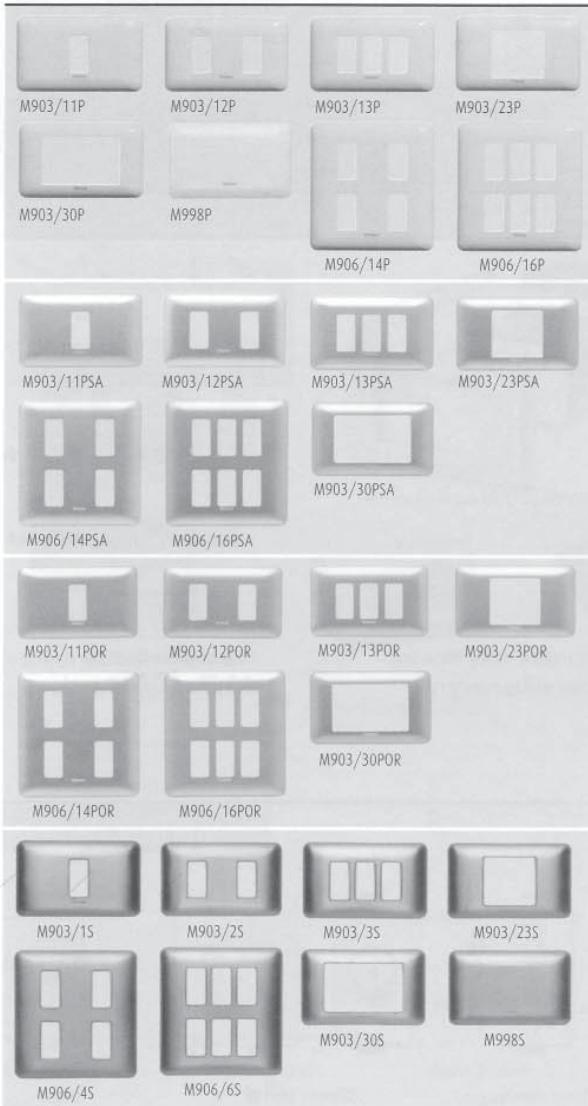 M903/11P M903/12P M903/13P M903/23P
M903/30P M998P
M906/14P M906/16P
M903/11PSA M903/12PSA M903/13PSA M903/23PSA
M903/30PSA
M906/14PSA M906/16PSA
M903/11POR M903/12POR M903/13POR M903/23POR
M903/30POR
M906/14POR M906/16POR
M903/1S M903/2S M903/3S M903/23S
M903/30S M998S
M906/4S M906/6S